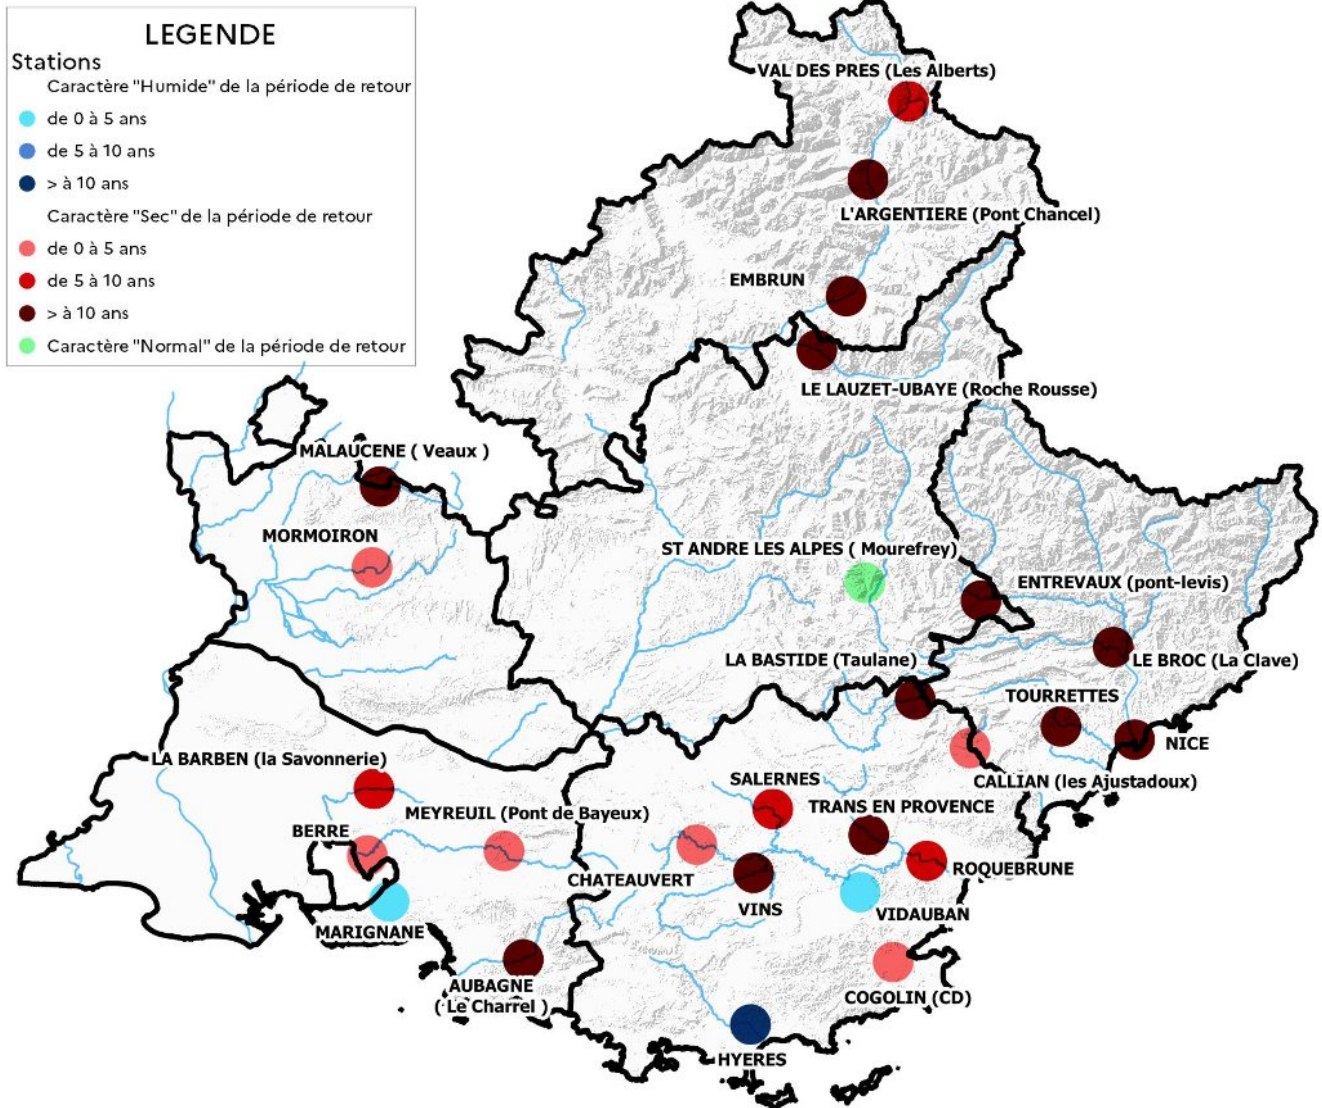 LEGENDE
Stations
Caractère "Humide" de la période de retour
de 0 à 5 ans
de 5 à 10 ans
> à 10 ans
Caractère "Sec" de la période de retour
de 0 à 5 ans
de 5 à 10 ans
> à 10 ans
Caractère "Normal" de la période de retour
VAL DES PRES (Les Alberts)
L'ARGENTIERE (Pont Chancel)
EMBRUN
LE LAUZET-UBAYE (Roche Rousse)
MALAUCENE ( Veaux )
MORMOIRON
ST ANDRE LES ALPES ( Mourefrey)
ENTREVAUX (pont-levis)
LA BASTIDE (Taulane)
LE BROC (La Clave)
TOURRETTES
NICE
LA BARBEN (la Savonnerie)
SALERNES
CALLIAN (les Ajustadoux)
MEYREUIL (Pont de Bayeux)
TRANS EN PROVENCE
BERRE
ROQUEBRUNE
CHATEAUVERT
VINS
VIDAUBAN
MARIGNANE
AUBAGNE
( Le Charrel )
COGOLIN (CD)
HYERES